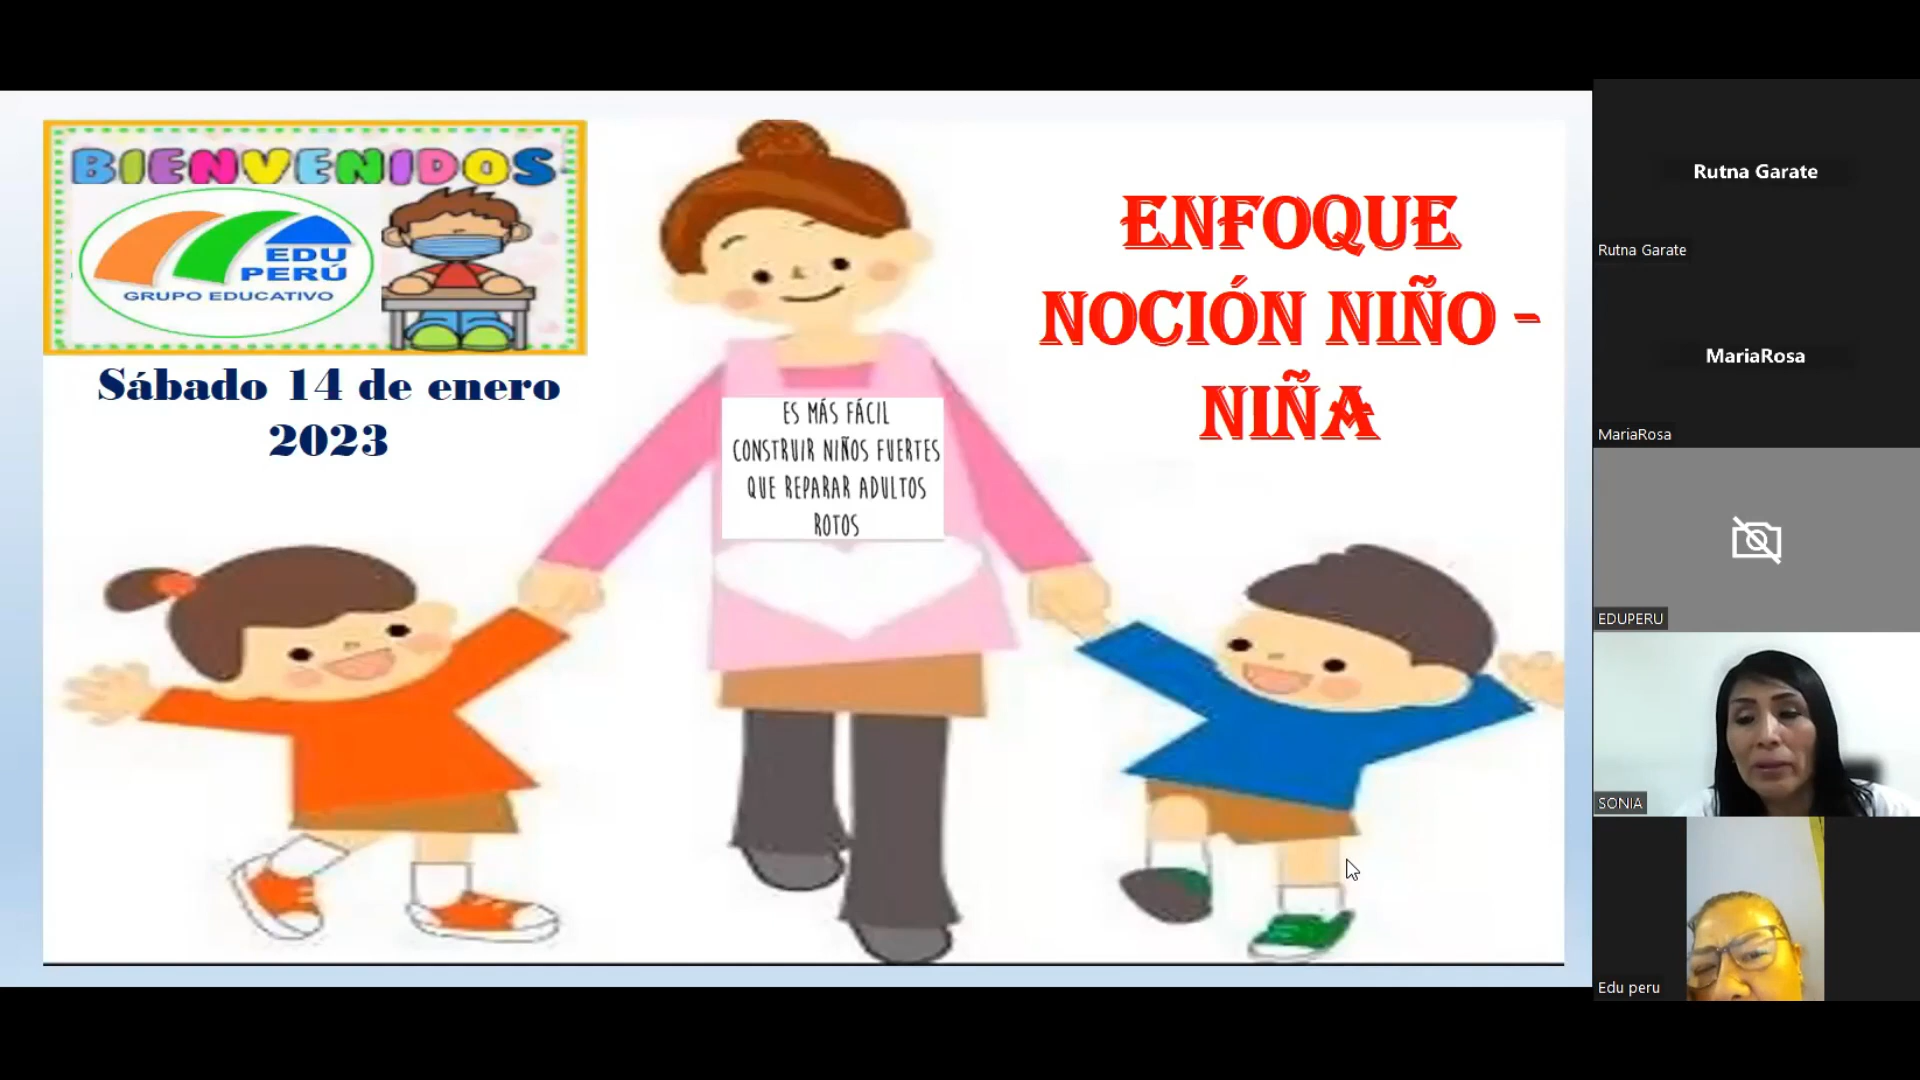 BIENVENIDOS
EDU
PERÚ
GRUPO EDUCATIVO
Sábado 14 de enero
2023
ES MÁS FÁCIL
CONSTRUIR NIÑOS FUERTES
QUE REPARAR ADULTOS
ROTOS
ENFOQUE
NOCIÓN NIÑO -
NIÑA
Rutna Garate
Rutna Garate
MariaRosa
MariaRosa
EDUPERU
SONIA
Edu peru